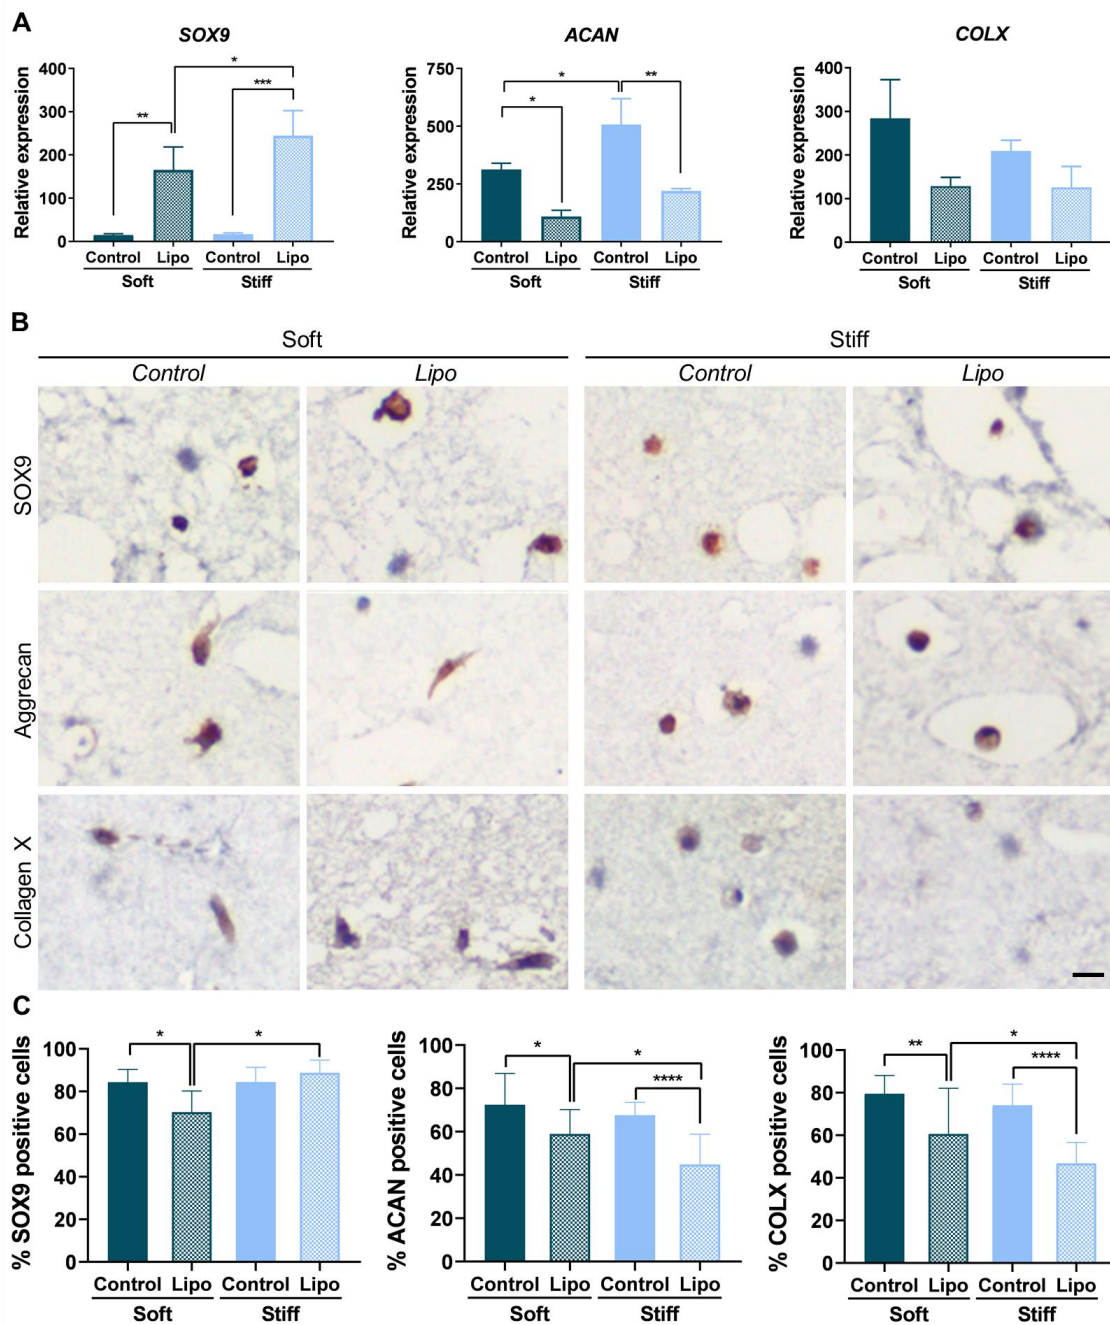 A
SOX9
ACAN
COLX
Relative expression
400
300
200
100
0
**
***
*
Control Lipo Control Lipo
Soft Stiff
Relative expression
750
500
250
0
*
*
**
Control Lipo Control Lipo
Soft Stiff
Relative expression
400
300
200
100
0
Control Lipo Control Lipo
Soft Stiff
B
Soft Stiff
Control Lipo Control Lipo
SOX9
Aggrecan
Collagen X
C
% SOX9 positive cells
100
80
60
40
20
0
* *
Control Lipo Control Lipo
Soft Stiff
% ACAN positive cells
100
80
60
40
20
0
*
*
****
Control Lipo Control Lipo
Soft Stiff
% COLX positive cells
100
80
60
40
20
0
**
*
****
Control Lipo Control Lipo
Soft Stiff